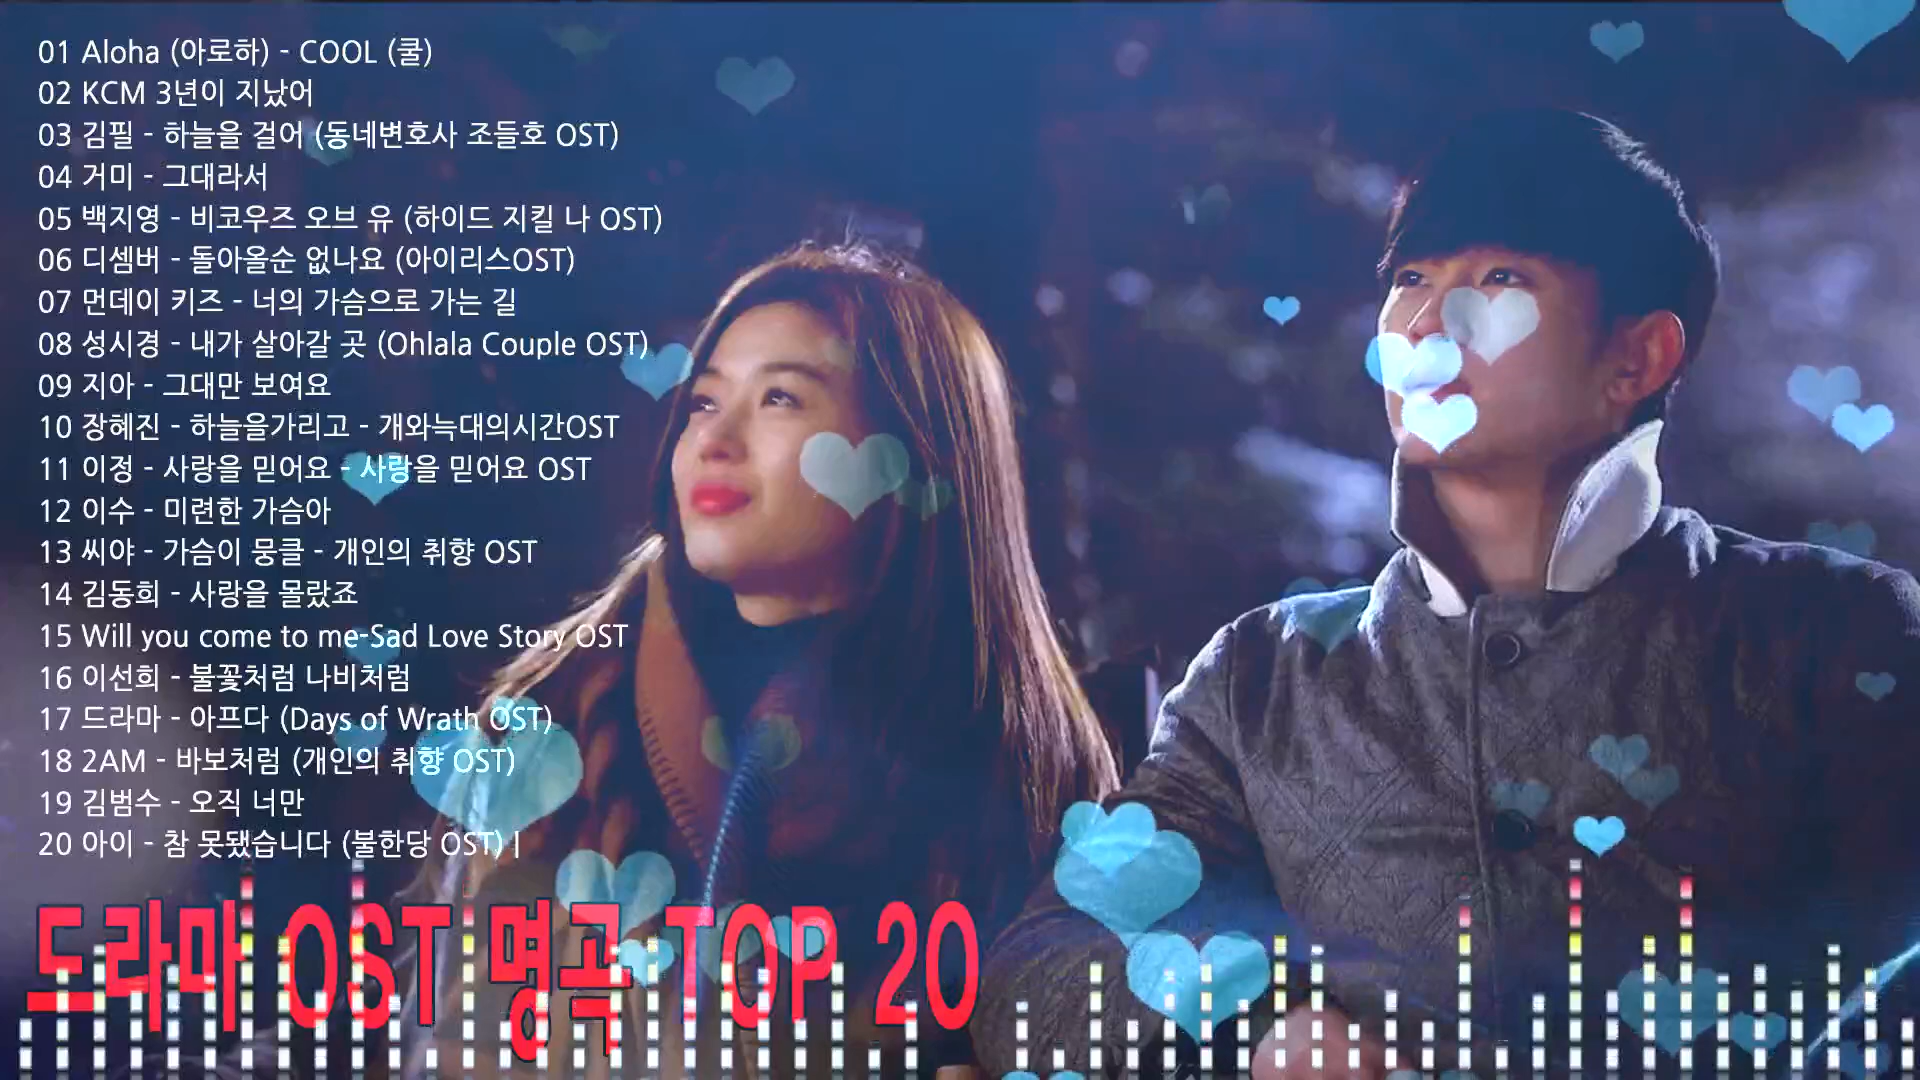 01 Aloha (아로하) - COOL (쿨)
02 KCM 3년이 지났어
03 김필 - 하늘을 걸어 (동네변호사 조들호 OST)
04 거미 - 그대라서
05 백지영 - 비코우즈 오브 유 (하이드 지킬 나 OST)
06 디셈버 - 돌아올순 없나요 (아이리스OST)
07 먼데이 키즈 - 너의 가슴으로 가는 길
08 성시경 - 내가 살아갈 곳 (Ohlala Couple OST)
09 지아 - 그대만 보여요
10 장혜진 - 하늘을가리고 - 개와늑대의시간OST
11 이정 - 사랑을 믿어요 - 사랑을 믿어요 OST
12 이수 - 미련한 가슴아
13 씨야 - 가슴이 뭉클 - 개인의 취향 OST
14 김동희 - 사랑을 몰랐죠
15 Will you come to me-Sad Love Story OST
16 이선희 - 불꽃처럼 나비처럼
17 드라마 - 아프다 (Days of Wrath OST)
18 2AM - 바보처럼 (개인의 취향 OST)
19 김범수 - 오직 너만
20 아이 - 참 못됐습니다 (불한당 OST) |
드라마 OST 명곡 TOP 20